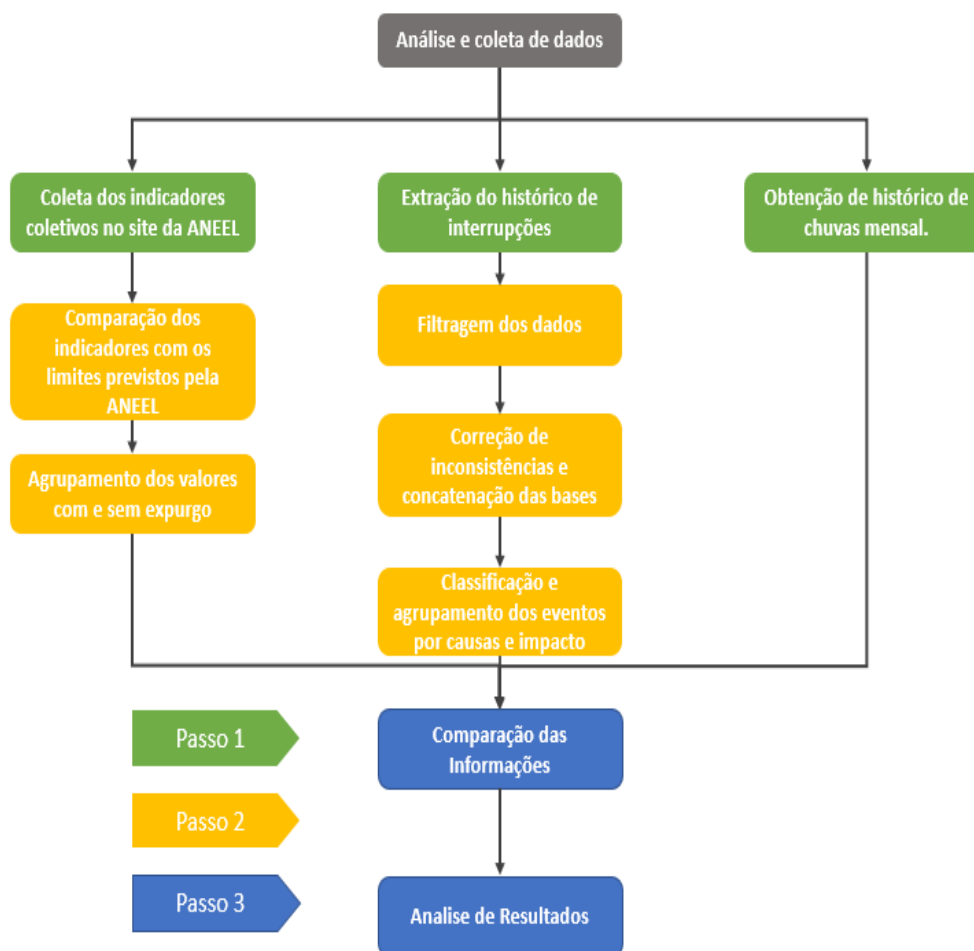 Análise e coleta de dados
Coleta dos indicadores
coletivos no site da ANEEL
Extração do histórico de
interrupções
Obtenção de histórico de
chuvas mensal.
Comparação dos
indicadores com os
limites previstos pela
ANEEL
Filtragem dos dados
Agrupamento dos valores
com e sem expurgo
Correção de
inconsistências e
concatenação das bases
Classificação e
agrupamento dos eventos
por causas e impacto
Passo 1
Comparação das
Informações
Passo 2
Passo 3
Analise de Resultados